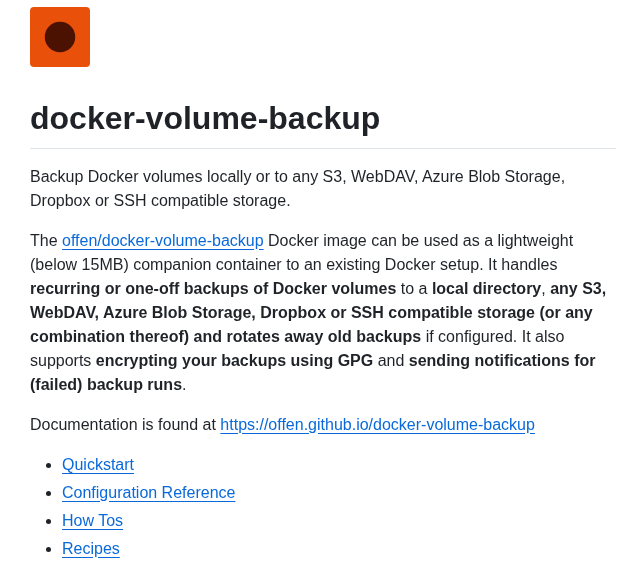 docker-volume-backup
Backup Docker volumes locally or to any S3, WebDAV, Azure Blob Storage,
Dropbox or SSH compatible storage.
The offen/docker-volume-backup Docker image can be used as a lightweight
(below 15MB) companion container to an existing Docker setup. It handles
recurring or one-off backups of Docker volumes to a local directory, any S3,
WebDAV, Azure Blob Storage, Dropbox or SSH compatible storage (or any
combination thereof) and rotates away old backups if configured. It also
supports encrypting your backups using GPG and sending notifications for
(failed) backup runs.
Documentation is found at https://offen.github.io/docker-volume-backup
• Quickstart
• Configuration Reference
• How Tos
• Recipes